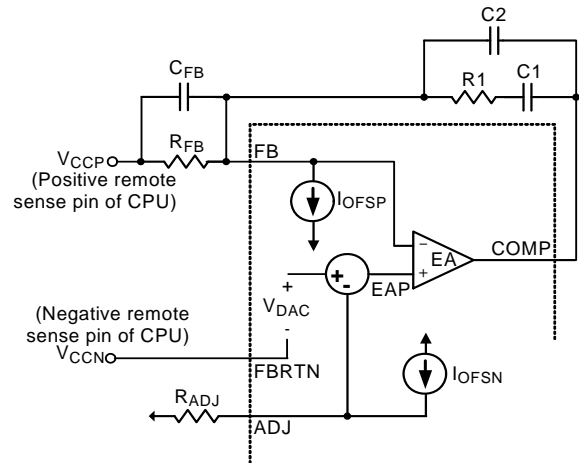 C2
CFB
R1
C1
RFB
VCCP
(Positive remote
sense pin of CPU)
FB
IOFSP
EA
COMP
EAP
VDAC
+
-
+
-
−
+
(Negative remote
sense pin of CPU)
VCCN
FBRTN
IOFSN
RADJ
ADJ